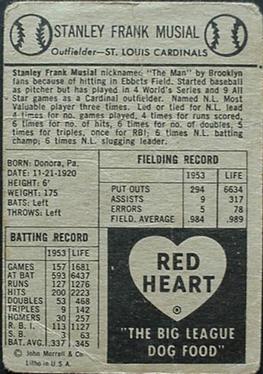 STANLEY FRANK MUSIAL
Outfielder—ST. LOUIS CARDINALS
Stanley Frank Musial nicknamed "The Man" by Brooklyn
fans because of hitting in Ebbets Field. Started baseball
as pitcher but has played in 4 World's Series and 9 All
Star games as a Cardinal outfielder. Named N.L. Most
Valuable player three times. Led or tied for N.L. lead
4 times for no. games played, 4 times for runs scored,
6 times for no. of hits, 6 times for no. of doubles, 5
times for triples, once for RBI; 6 times N.L. batting
champ; 6 times N.L. slugging leader.
BORN: Donora, Pa.
DATE: 11-21-1920
HEIGHT: 6'
WEIGHT: 175
BATS: Left
THROWS: Left
FIELDING RECORD
1953 LIFE
PUT OUTS 294 6634
ASSISTS 9 317
ERRORS 5 78
FIELD. AVERAGE .984 .989
BATTING RECORD
1953 LIFE
GAMES 157 1681
AT BAT 593 6437
RUNS 127 1276
HITS 200 2223
DOUBLES 53 468
TRIPLES 9 142
HOMERS 30 257
R. B. I. 113 1127
S. B. 3 63
BAT. AVG. .337 .345
© John Morrell & Co.
Litho in U.S.A.
RED
HEART
®
"THE BIG LEAGUE
DOG FOOD"